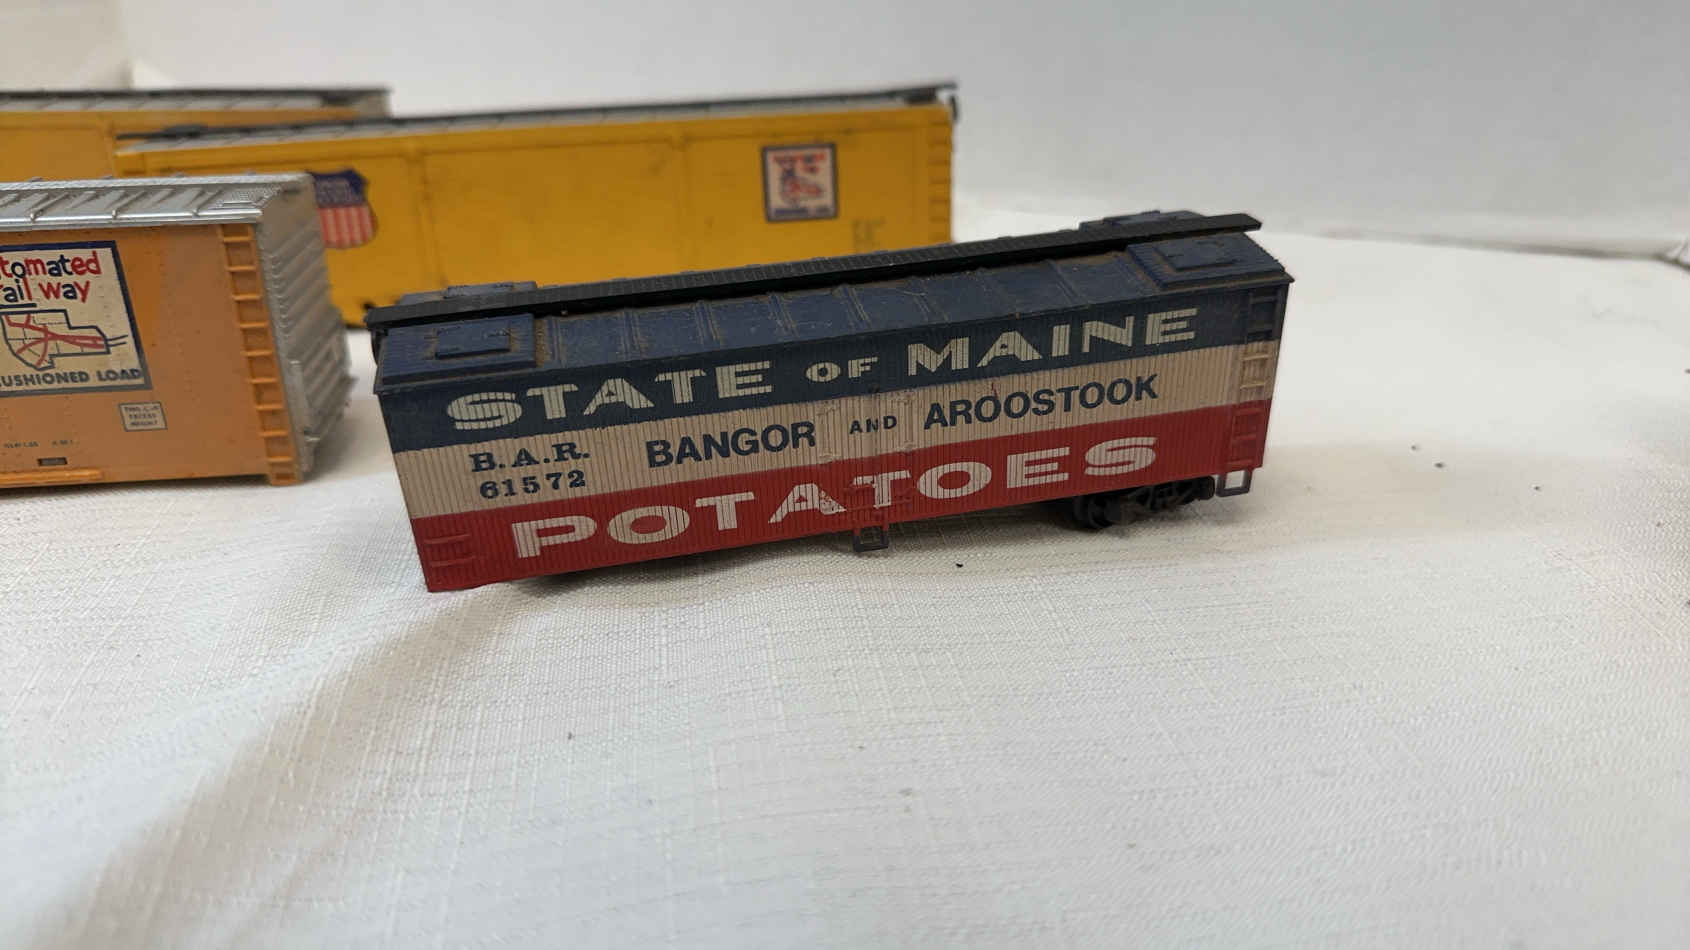 STATE OF MAINE
B.A.R. BANGOR AND AROOSTOOK
61572
POTATOES
tomated
ail way
USHIONED LOAD